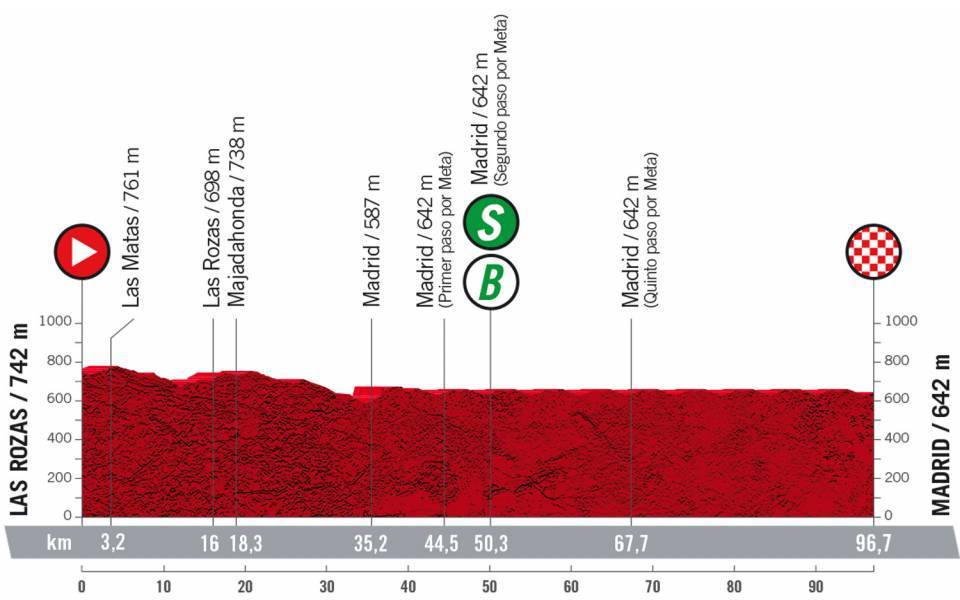 Las Matas / 761 m
Las Rozas / 698 m
Majadahonda / 738 m
Madrid / 587 m
Madrid / 642 m
(Primer paso por Meta)
Madrid / 642 m
(Segundo paso por Meta)
S
B
Madrid / 642 m
(Quinto paso por Meta)
LAS ROZAS / 742 m
1000
800
600
400
200
0
1000
800
600
400
200
0
MADRID / 642 m
km 3,2 16 18,3 35,2 44,5 50,3 67,7 96,7
0 10 20 30 40 50 60 70 80 90